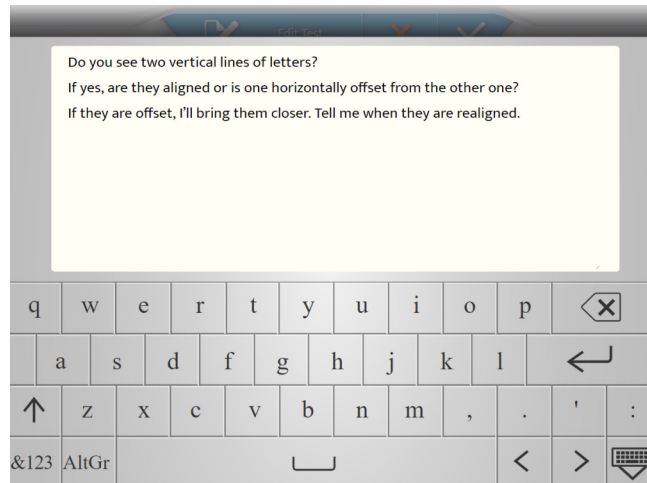 Edit Test
Do you see two vertical lines of letters?
If yes, are they aligned or is one horizontally offset from the other one?
If they are offset, I’ll bring them closer. Tell me when they are realigned.
q w e r t y u i o p
a s d f g h j k l
z x c v b n m , . ' :
&123 AltGr < >